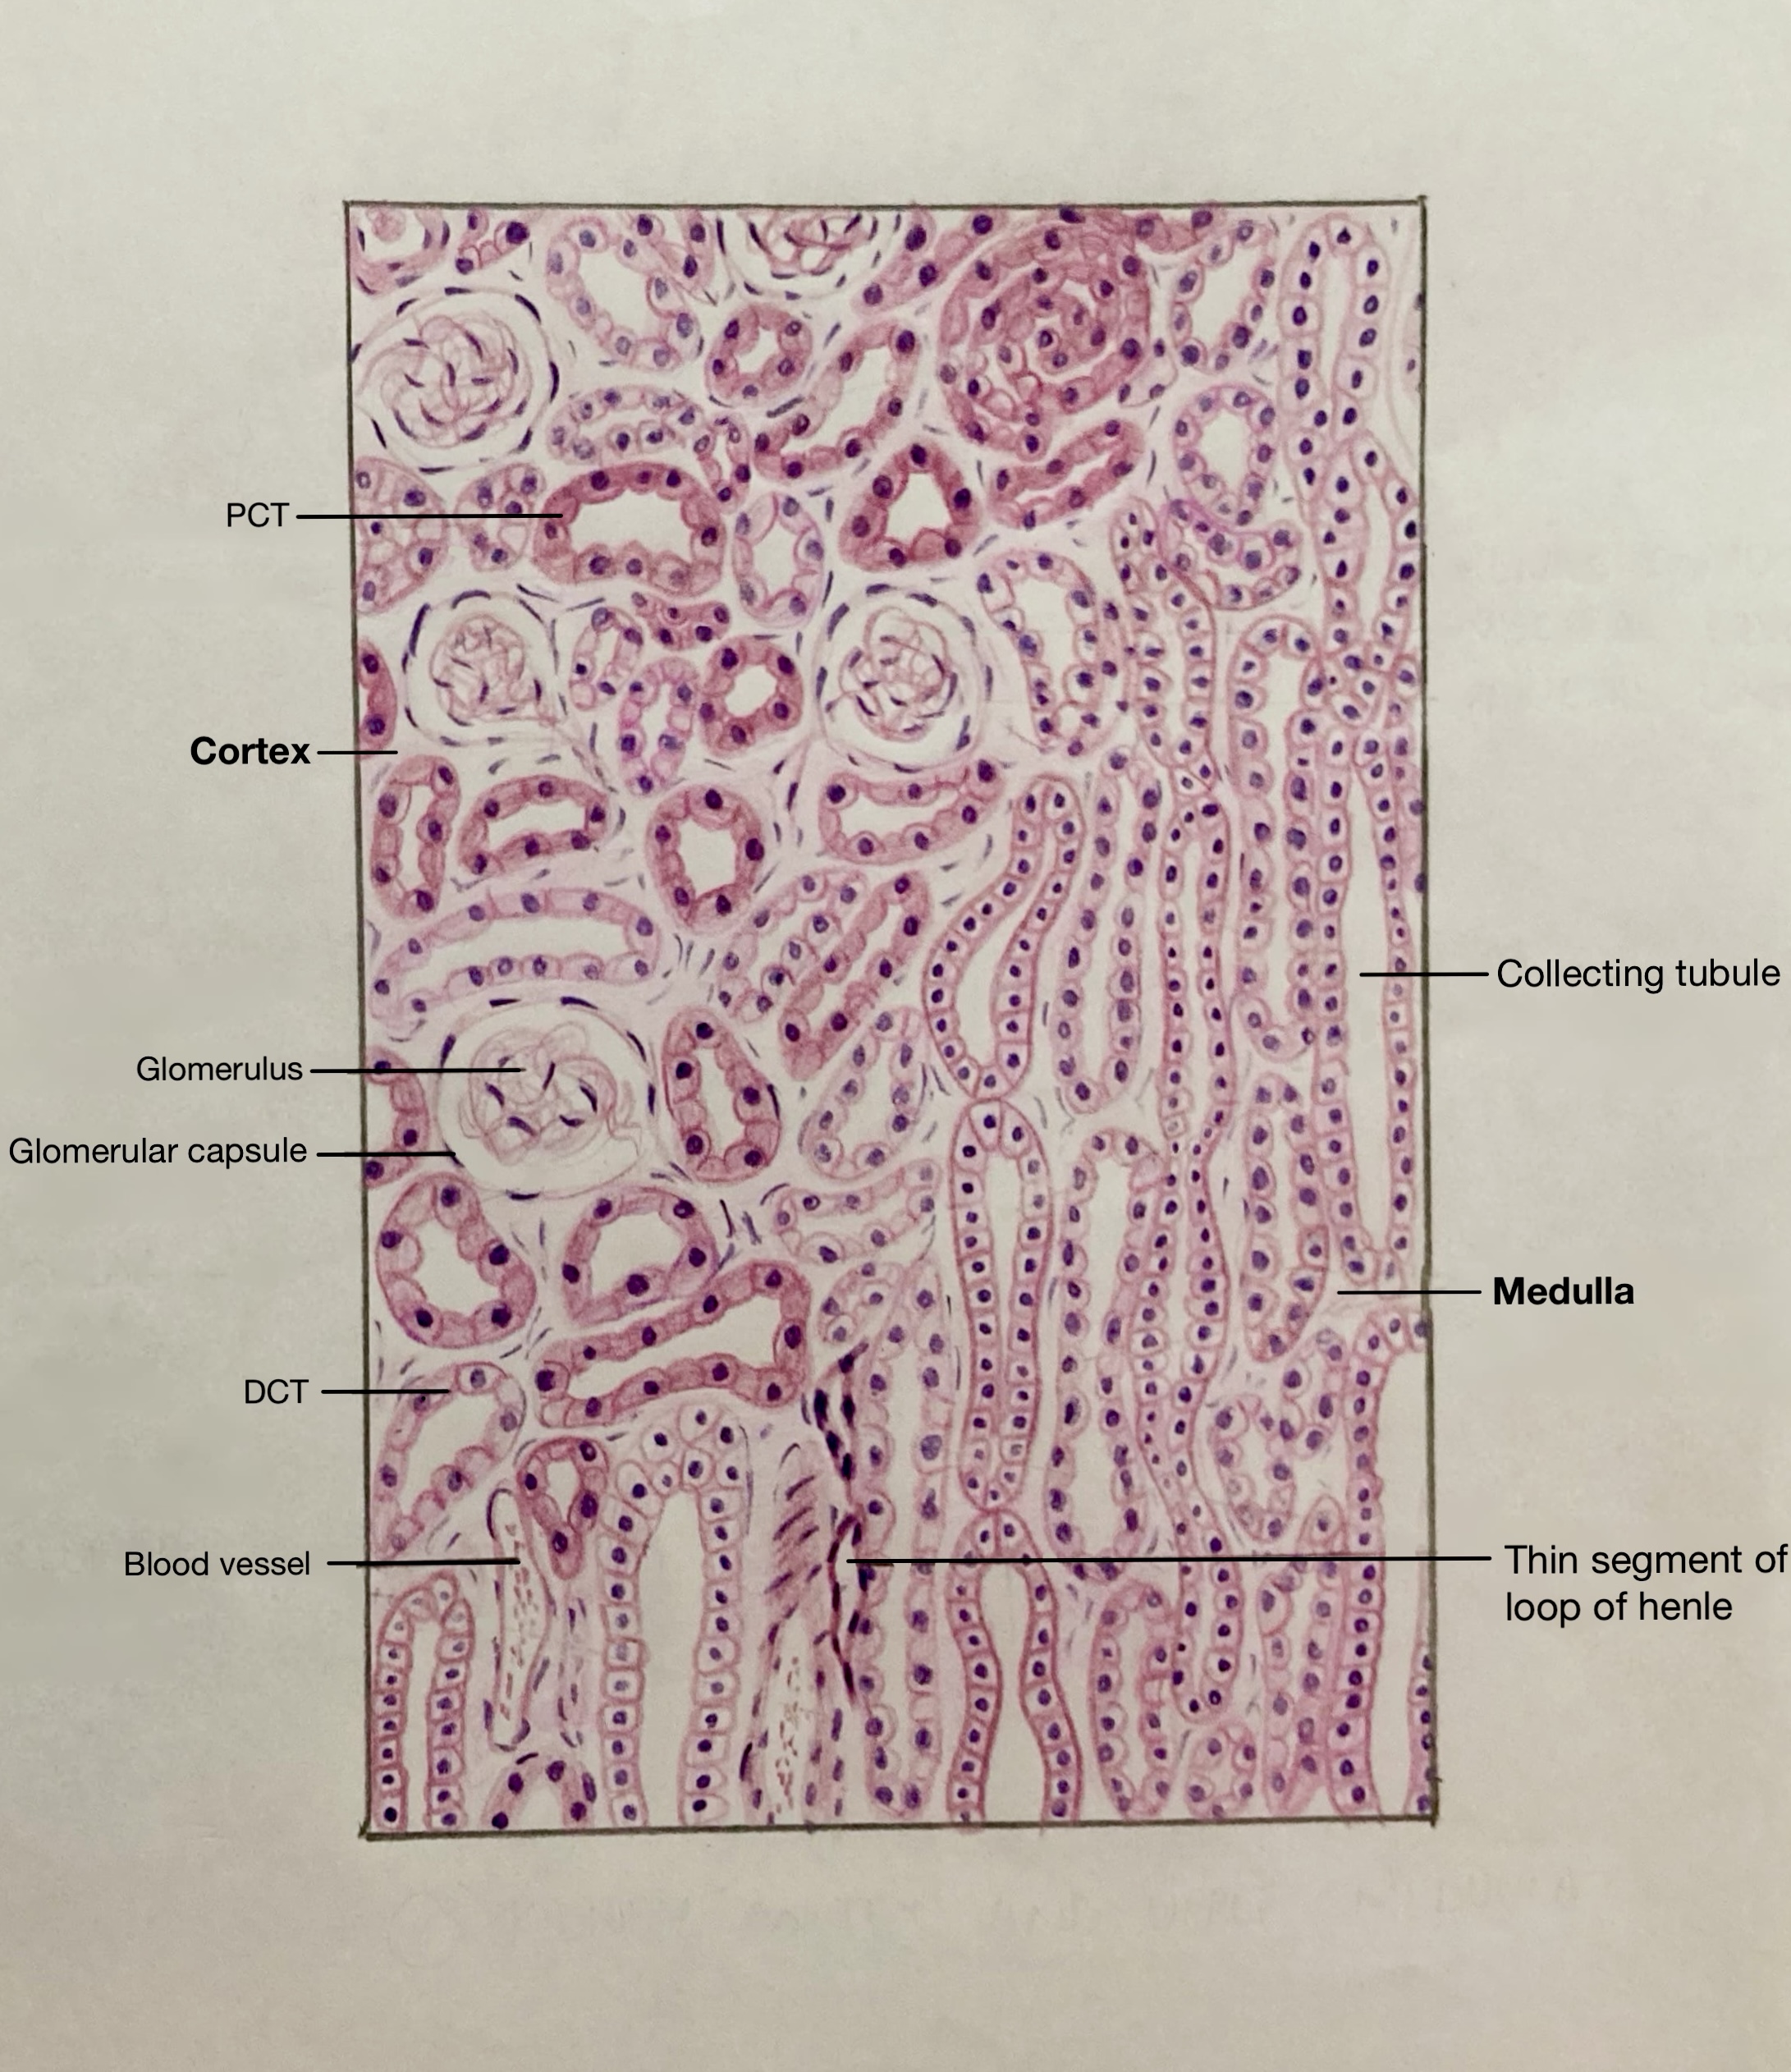 PCT
Cortex
Collecting tubule
Glomerulus
Glomerular capsule
Medulla
DCT
Blood vessel
Thin segment of
loop of henle